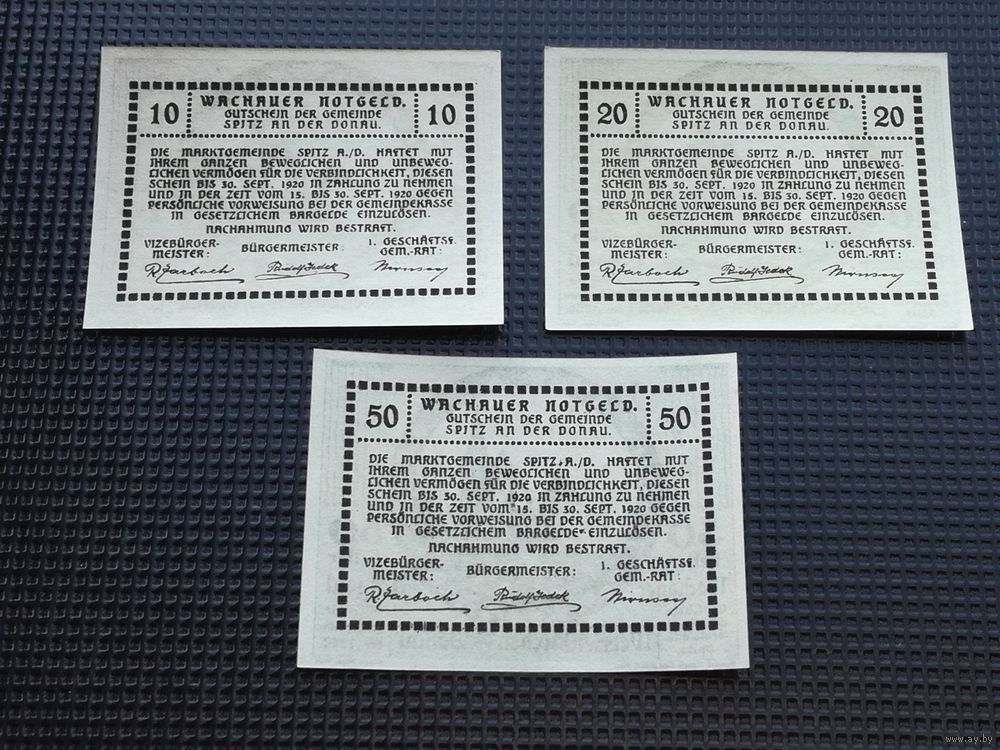 10 WACHAUER NOTGELD. 10
GUTSCHEIN DER GEMEINDE
SPITZ AN DER DONAU.
DIE MARKTGEMEINDE SPITZ A./D. HAFTET MIT
IHREM GANZEN BEWEGLICHEN UND UNBEWEG-
LICHEN VERMÖGEN FÜR DIE VERBINDLICHKEIT, DIESEN
SCHEIN BIS 30. SEPT. 1920 IN ZAHLUNG ZU NEHMEN
UND IN DER ZEIT VOM 15. BIS 30. SEPT. 1920 GEGEN
PERSÖNLICHE VORWEISUNG BEI DER GEMEINDEKASSE
IN GESETZLICHEM BARGELDE EINZULÖSEN.
NACHAHMUNG WIRD BESTRAFT.
VIZEBÜRGER-
MEISTER:
BÜRGERMEISTER:
1. GESCHÄFTSF.
GEM.-RAT:
20 WACHAUER NOTGELD. 20
GUTSCHEIN DER GEMEINDE
SPITZ AN DER DONAU.
DIE MARKTGEMEINDE SPITZ A./D. HAFTET MIT
IHREM GANZEN BEWEGLICHEN UND UNBEWEG-
LICHEN VERMÖGEN FÜR DIE VERBINDLICHKEIT, DIESEN
SCHEIN BIS 30. SEPT. 1920 IN ZAHLUNG ZU NEHMEN
UND IN DER ZEIT VOM 15. BIS 30. SEPT. 1920 GEGEN
PERSÖNLICHE VORWEISUNG BEI DER GEMEINDEKASSE
IN GESETZLICHEM BARGELDE EINZULÖSEN.
NACHAHMUNG WIRD BESTRAFT.
VIZEBÜRGER-
MEISTER:
BÜRGERMEISTER:
1. GESCHÄFTSF.
GEM.-RAT:
50 WACHAUER NOTGELD. 50
GUTSCHEIN DER GEMEINDE
SPITZ AN DER DONAU.
DIE MARKTGEMEINDE SPITZ A./D. HAFTET MIT
IHREM GANZEN BEWEGLICHEN UND UNBEWEG-
LICHEN VERMÖGEN FÜR DIE VERBINDLICHKEIT, DIESEN
SCHEIN BIS 30. SEPT. 1920 IN ZAHLUNG ZU NEHMEN
UND IN DER ZEIT VOM 15. BIS 30. SEPT. 1920 GEGEN
PERSÖNLICHE VORWEISUNG BEI DER GEMEINDEKASSE
IN GESETZLICHEM BARGELDE EINZULÖSEN.
NACHAHMUNG WIRD BESTRAFT.
VIZEBÜRGER-
MEISTER:
BÜRGERMEISTER:
1. GESCHÄFTSF.
GEM.-RAT:
www.ay.by